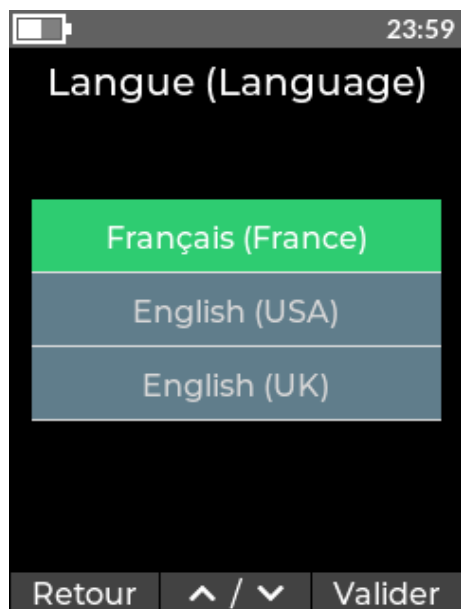 23:59
Langue (Language)
Français (France)
English (USA)
English (UK)
Retour ^ / v Valider